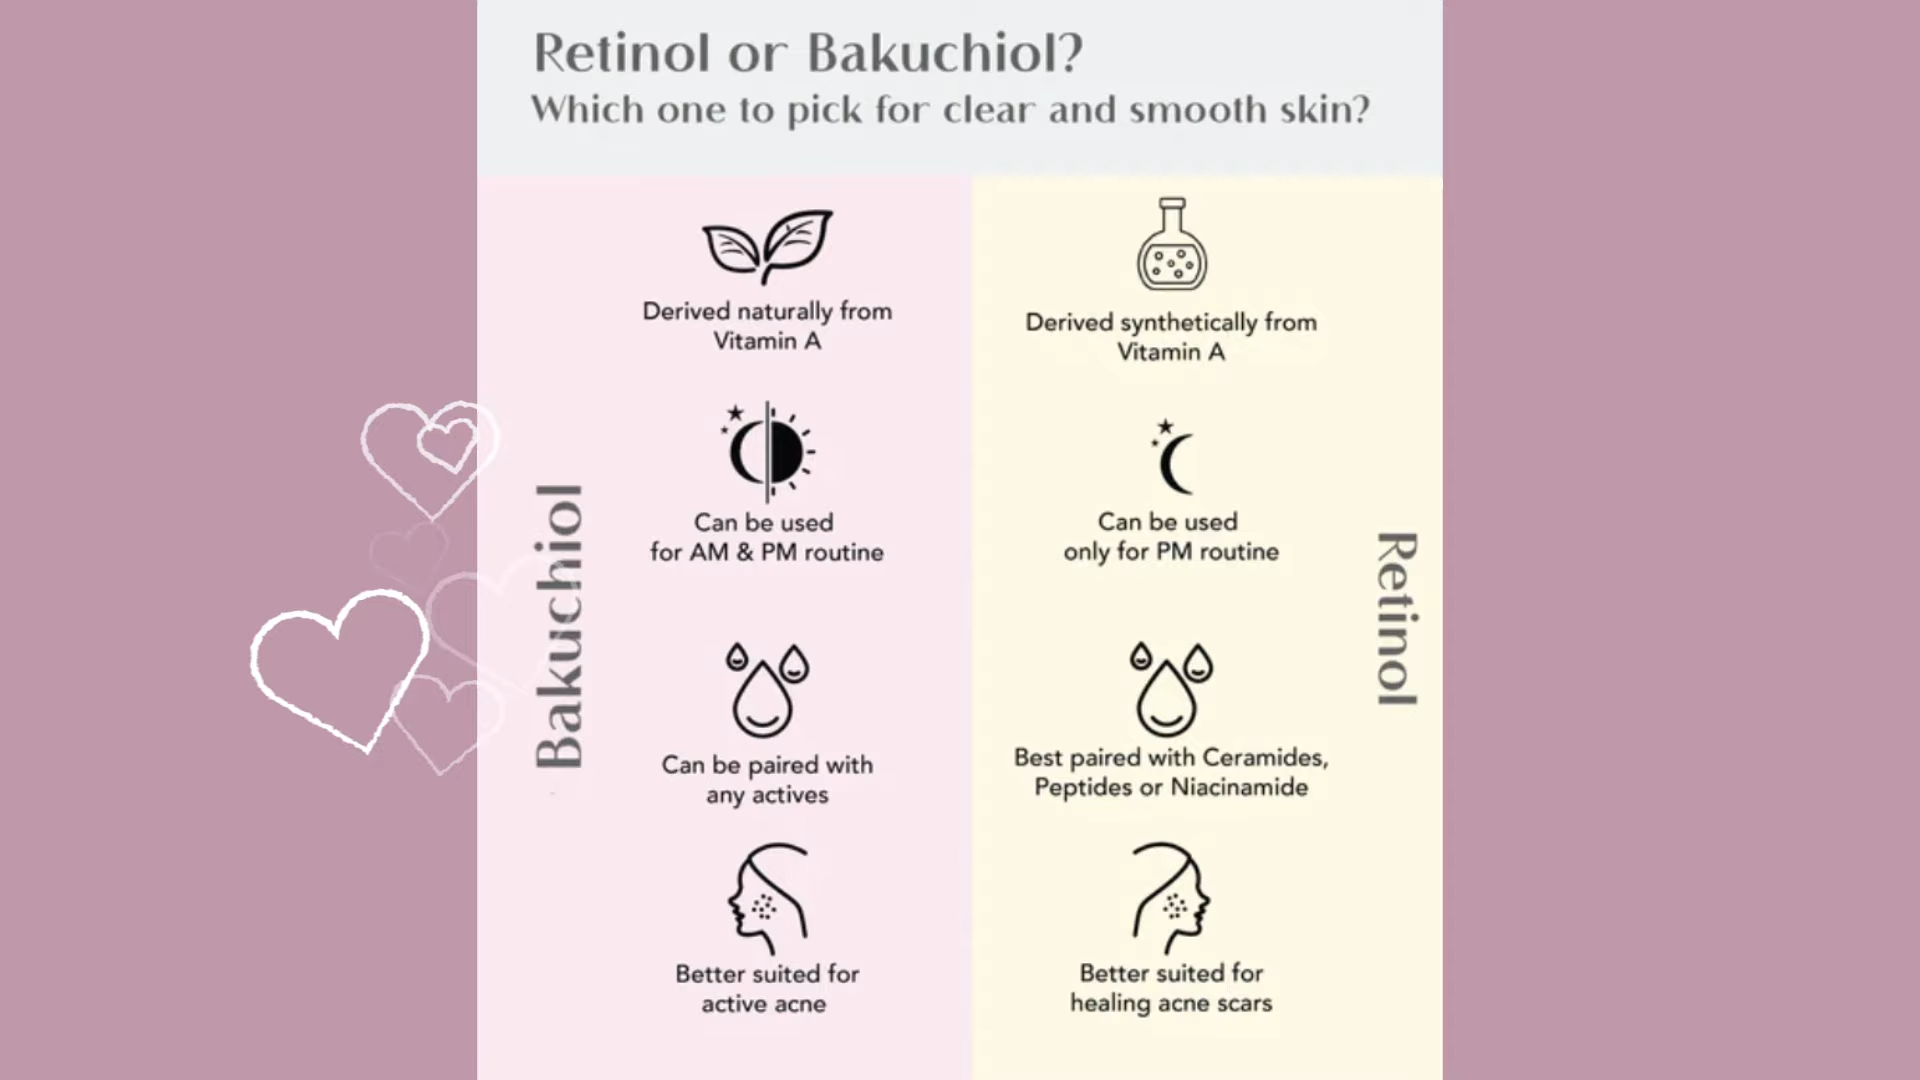 Retinol or Bakuchiol?
Which one to pick for clear and smooth skin?
Bakuchiol
Derived naturally from
Vitamin A
Can be used
for AM & PM routine
Can be paired with
any actives
Better suited for
active acne
Retinol
Derived synthetically from
Vitamin A
Can be used
only for PM routine
Best paired with Ceramides,
Peptides or Niacinamide
Better suited for
healing acne scars